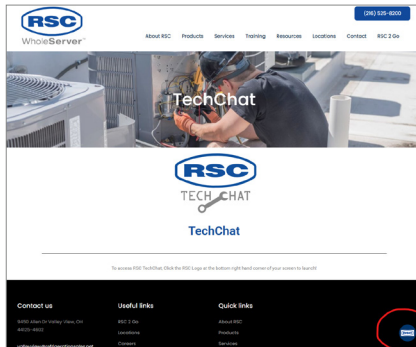 (216) 525-8200
RSC
WholeServer™
About RSC Products Services Training Resources Locations Contact RSC 2 Go
TechChat
RSC
TECH CHAT
TechChat
To access RSC TechChat, Click the RSC Logo at the bottom right hand corner of your screen to launch!
Contact us
Useful links
Quick links
RSC 2 Go
About RSC
Locations
Products
Careers
Services
RSC